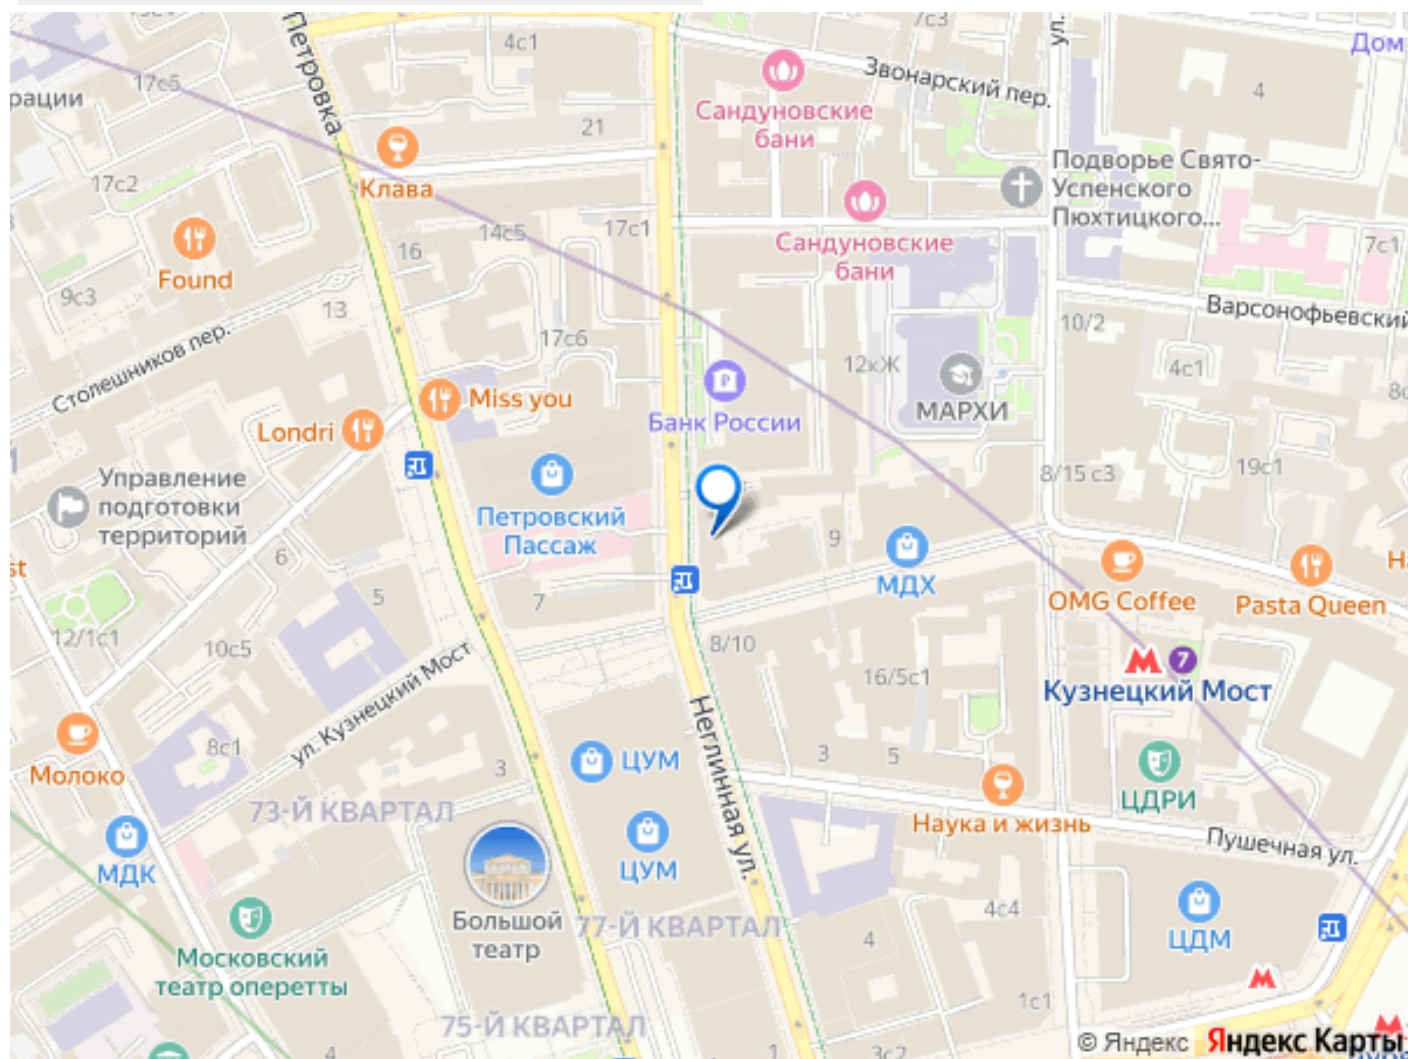 7с3
ул.
Дом
4с1
Петровка
Звонарский пер.
17с5
рации
4
Сандуновские
бани
21
Клава
Подворье Свято-
Успенского
Пюхтицкого...
17с2
14с5
17с1
16
Сандуновские
бани
7с1
Found
9с3
13
Варсонофьевский
10/2
17с6
Столешников пер.
12кЖ
4с1
МАРХИ
Miss you
Банк России
Londri
19с1
8/15 с3
Управление
подготовки
территорий
Петровский
Пассаж
9
МДХ
6
5
7
OMG Coffee
Pasta Queen
12/1с1
10с5
8/10
16/5с1
7
Кузнецкий Мост
ул. Кузнецкий Мост
Неглинная ул.
8с1
3
ЦУМ
3
5
Молоко
ЦДРИ
73-Й КВАРТАЛ
Наука и жизнь
Пушечная ул.
МДК
ЦУМ
Большой
театр
77-Й КВАРТАЛ
4
4с4
ЦДМ
Московский
театр оперетты
1с1
75-Й КВАРТАЛ
4
1
3с2
© Яндекс Яндекс Карты